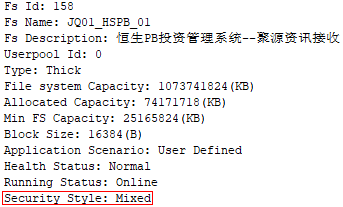 Fs Id: 158
Fs Name: JQ01_HSPB_01
Fs Description: 恒生PB投资管理系统--聚源资讯接收
Userpool Id: 0
Type: Thick
File system Capacity: 1073741824(KB)
Allocated Capacity: 74171718(KB)
Min FS Capacity: 25165824(KB)
Block Size: 16384(B)
Application Scenario: User Defined
Health Status: Normal
Running Status: Online
Security Style: Mixed